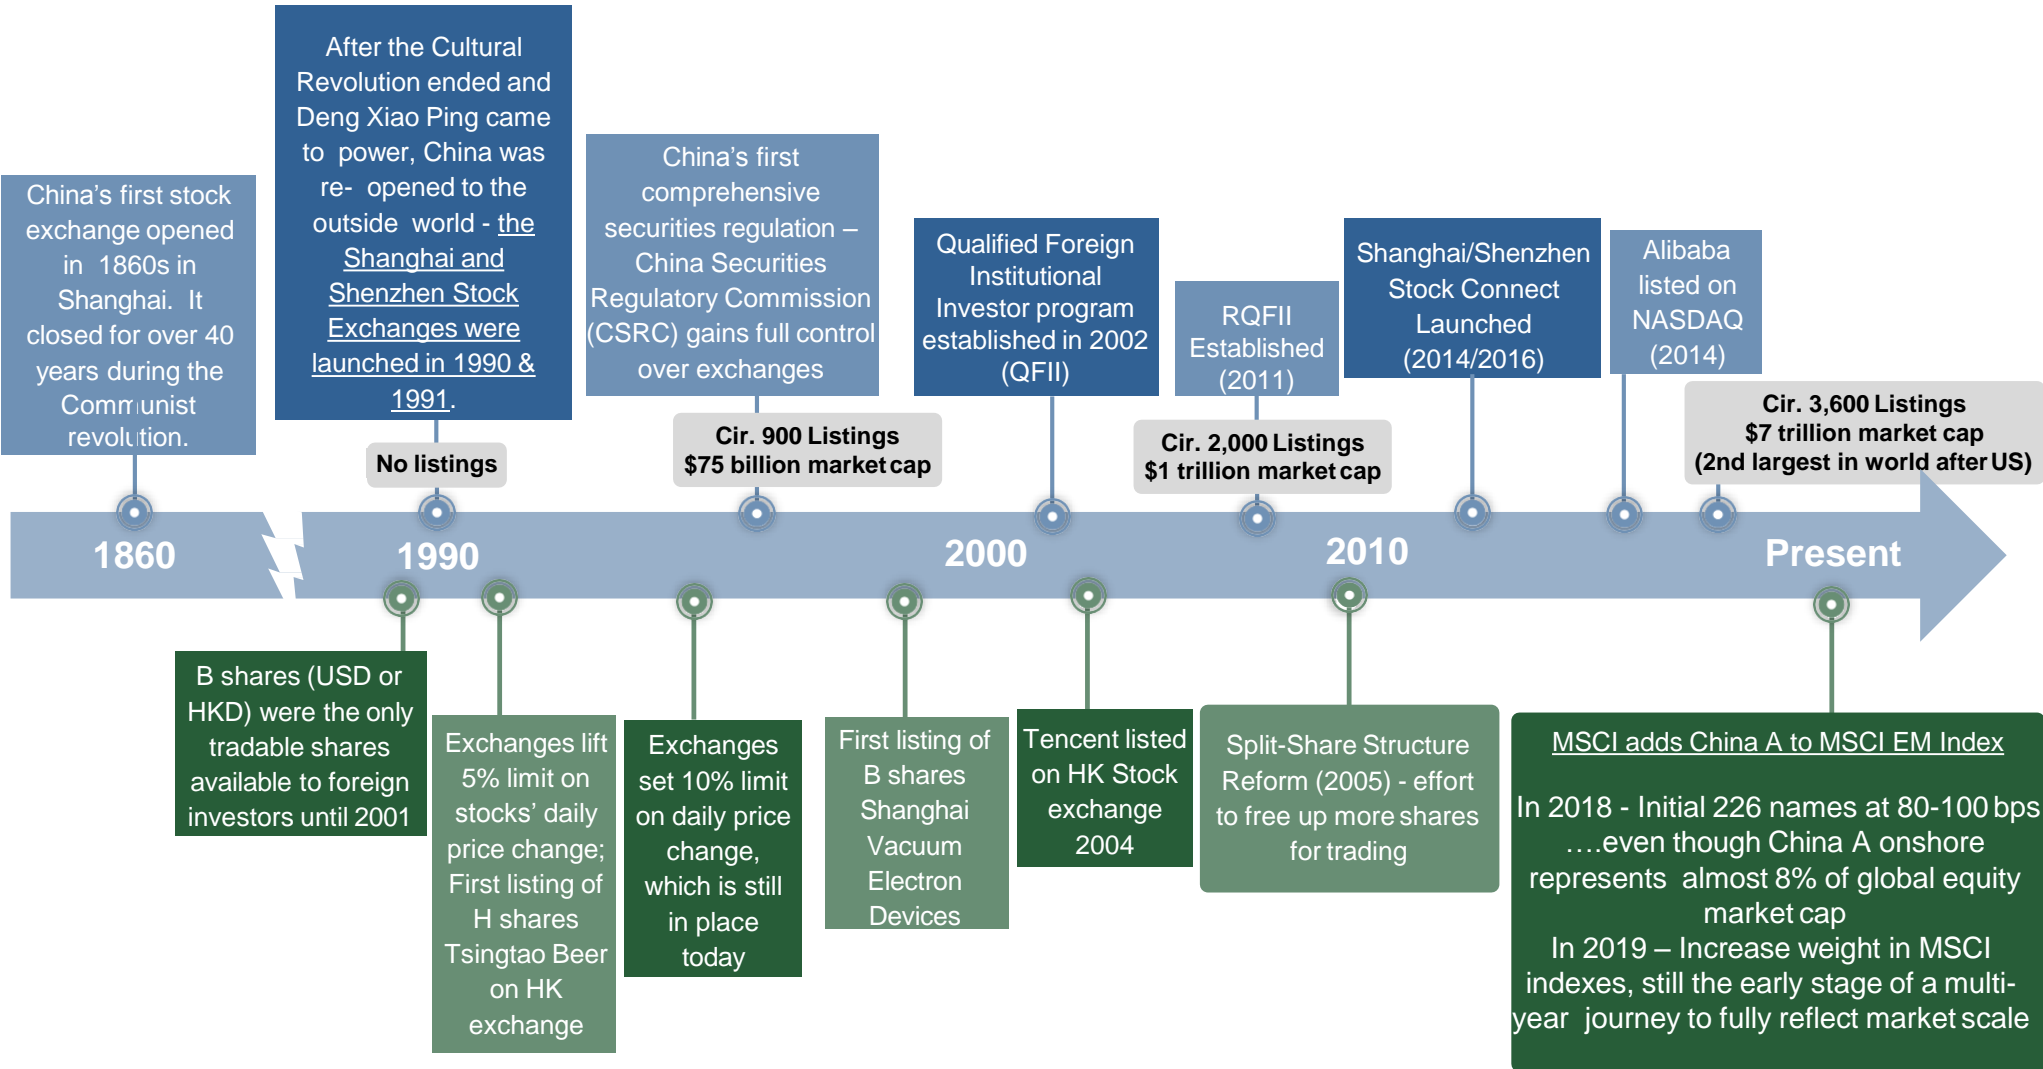 China’s first stock
exchange opened
in 1860s in
Shanghai. It
closed for over 40
years during the
Communist
revolution.
After the Cultural
Revolution ended and
Deng Xiao Ping came
to power, China was
re- opened to the
outside world - the
Shanghai and
Shenzhen Stock
Exchanges were
launched in 1990 &
1991.
No listings
China’s first
comprehensive
securities regulation –
China Securities
Regulatory Commission
(CSRC) gains full control
over exchanges
Cir. 900 Listings
$75 billion market cap
Qualified Foreign
Institutional
Investor program
established in 2002
(QFII)
RQFII
Established
(2011)
Cir. 2,000 Listings
$1 trillion market cap
Shanghai/Shenzhen
Stock Connect
Launched
(2014/2016)
Alibaba
listed on
NASDAQ
(2014)
Cir. 3,600 Listings
$7 trillion market cap
(2nd largest in world after US)
1860
1990
2000
2010
Present
B shares (USD or
HKD) were the only
tradable shares
available to foreign
investors until 2001
Exchanges lift
5% limit on
stocks’ daily
price change;
First listing of
H shares
Tsingtao Beer
on HK
exchange
Exchanges
set 10% limit
on daily price
change,
which is still
in place
today
First listing of
B shares
Shanghai
Vacuum
Electron
Devices
Tencent listed
on HK Stock
exchange
2004
Split-Share Structure
Reform (2005) - effort
to free up more shares
for trading
MSCI adds China A to MSCI EM Index
In 2018 - Initial 226 names at 80-100 bps
….even though China A onshore
represents almost 8% of global equity
market cap
In 2019 – Increase weight in MSCI
indexes, still the early stage of a multi-
year journey to fully reflect market scale